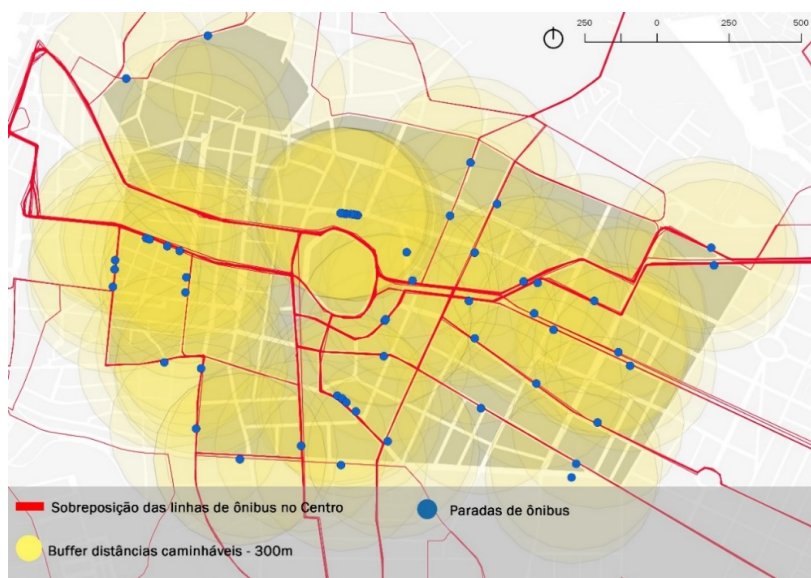 250 0 250 500
Sobreposição das linhas de ônibus no Centro
Paradas de ônibus
Buffer distâncias caminháveis - 300m